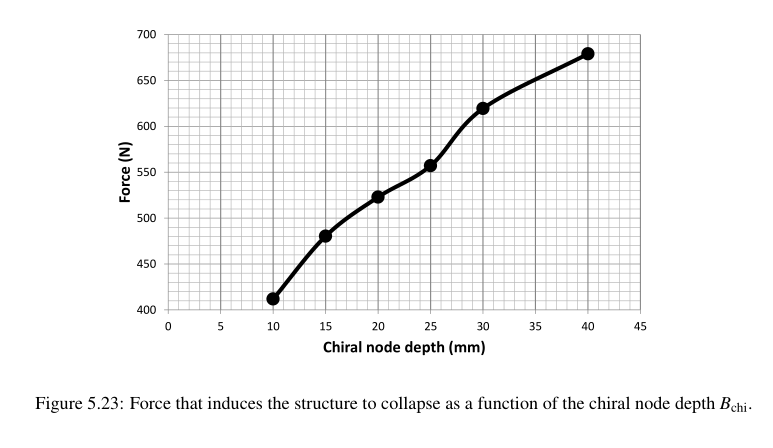 700
650
600
550
500
450
400
Force (N)
0 5 10 15 20 25 30 35 40 45
Chiral node depth (mm)
Figure 5.23: Force that induces the structure to collapse as a function of the chiral node depth Bchi.